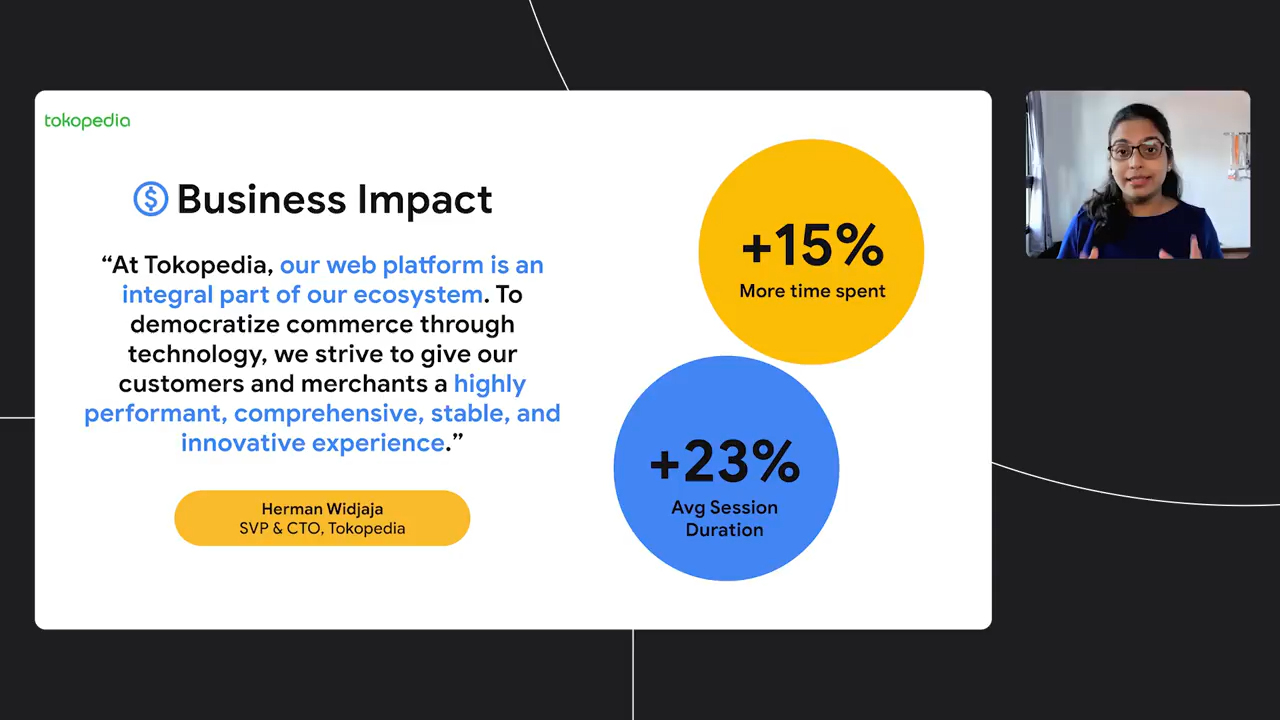 tokopedia
Business Impact
“At Tokopedia, our web platform is an
integral part of our ecosystem. To
democratize commerce through
technology, we strive to give our
customers and merchants a highly
performant, comprehensive, stable, and
innovative experience.”
Herman Widjaja
SVP & CTO, Tokopedia
+15%
More time spent
+23%
Avg Session
Duration